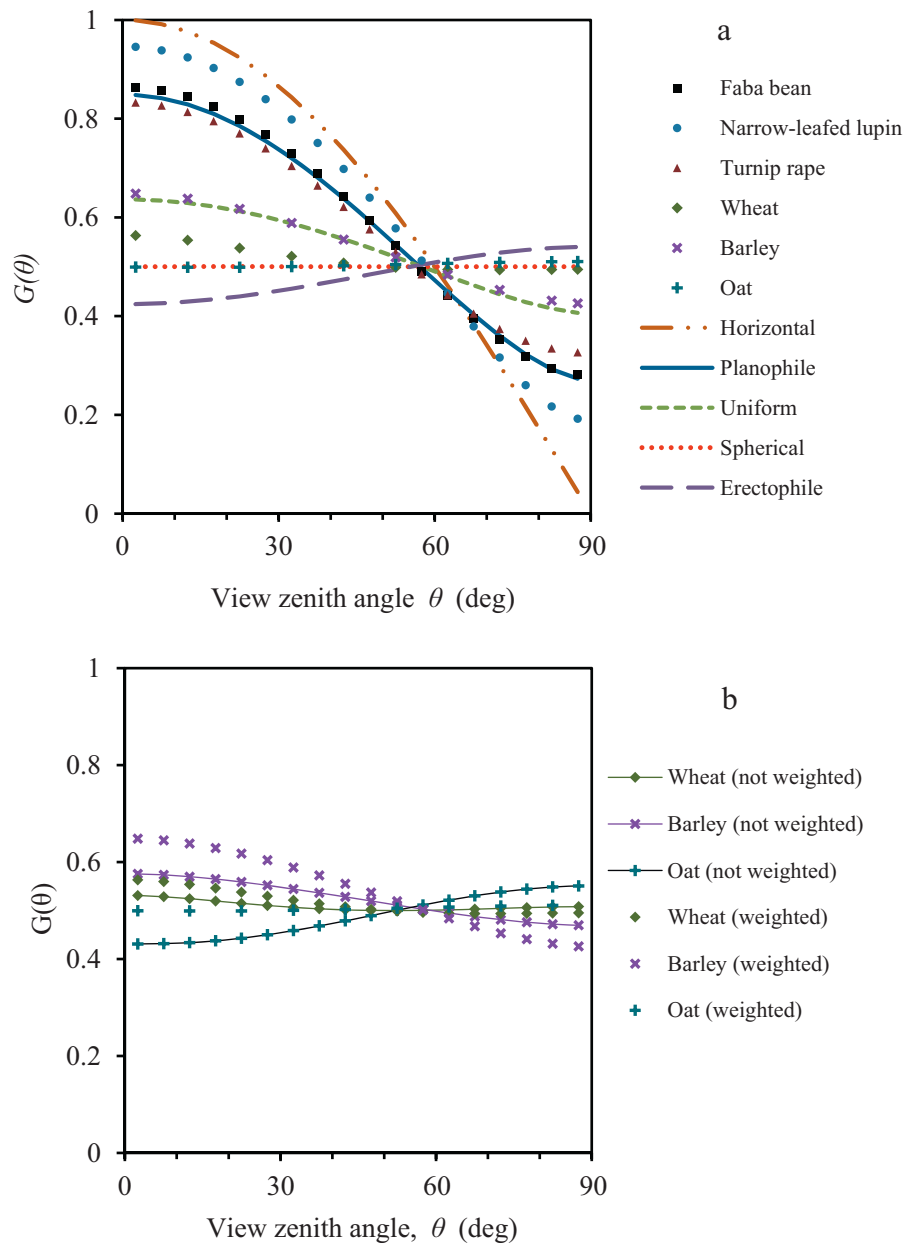 a
1
0.8
0.6
0.4
0.2
0
G(θ)
0
30
60
90
View zenith angle θ (deg)
Faba bean
Narrow-leafed lupin
Turnip rape
Wheat
Barley
Oat
Horizontal
Planophile
Uniform
Spherical
Erectophile
b
1
0.8
0.6
0.4
0.2
0
G(θ)
0
30
60
90
View zenith angle, θ (deg)
Wheat (not weighted)
Barley (not weighted)
Oat (not weighted)
Wheat (weighted)
Barley (weighted)
Oat (weighted)